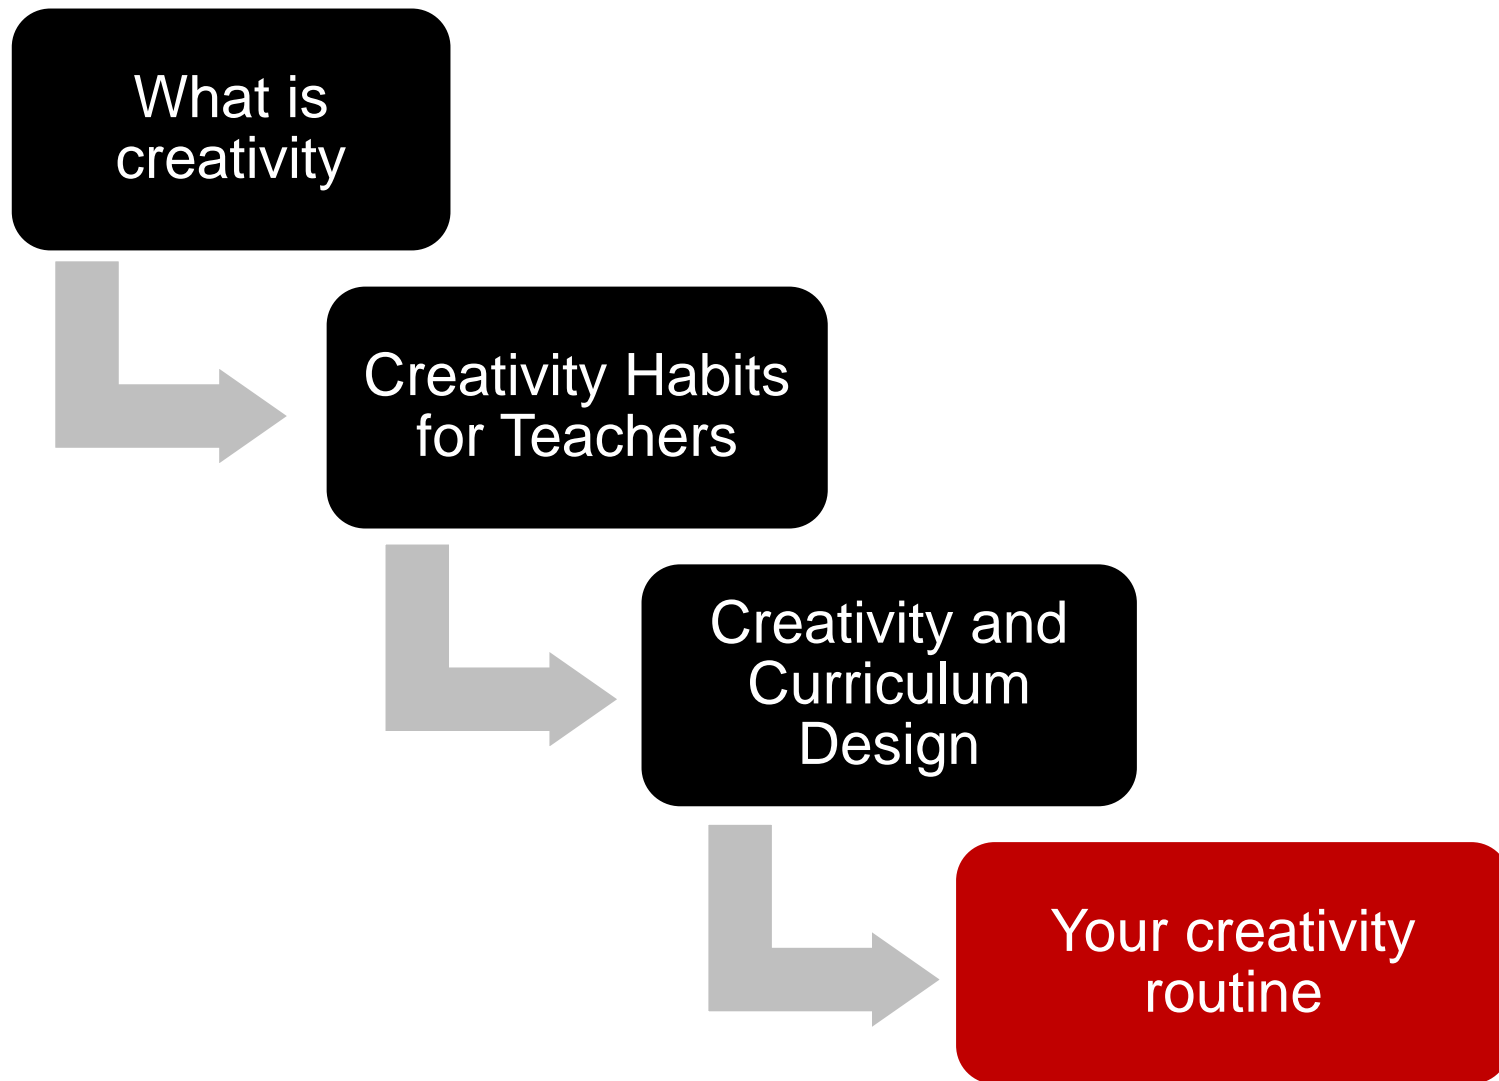 What is
creativity
Creativity Habits
for Teachers
Creativity and
Curriculum
Design
Your creativity
routine